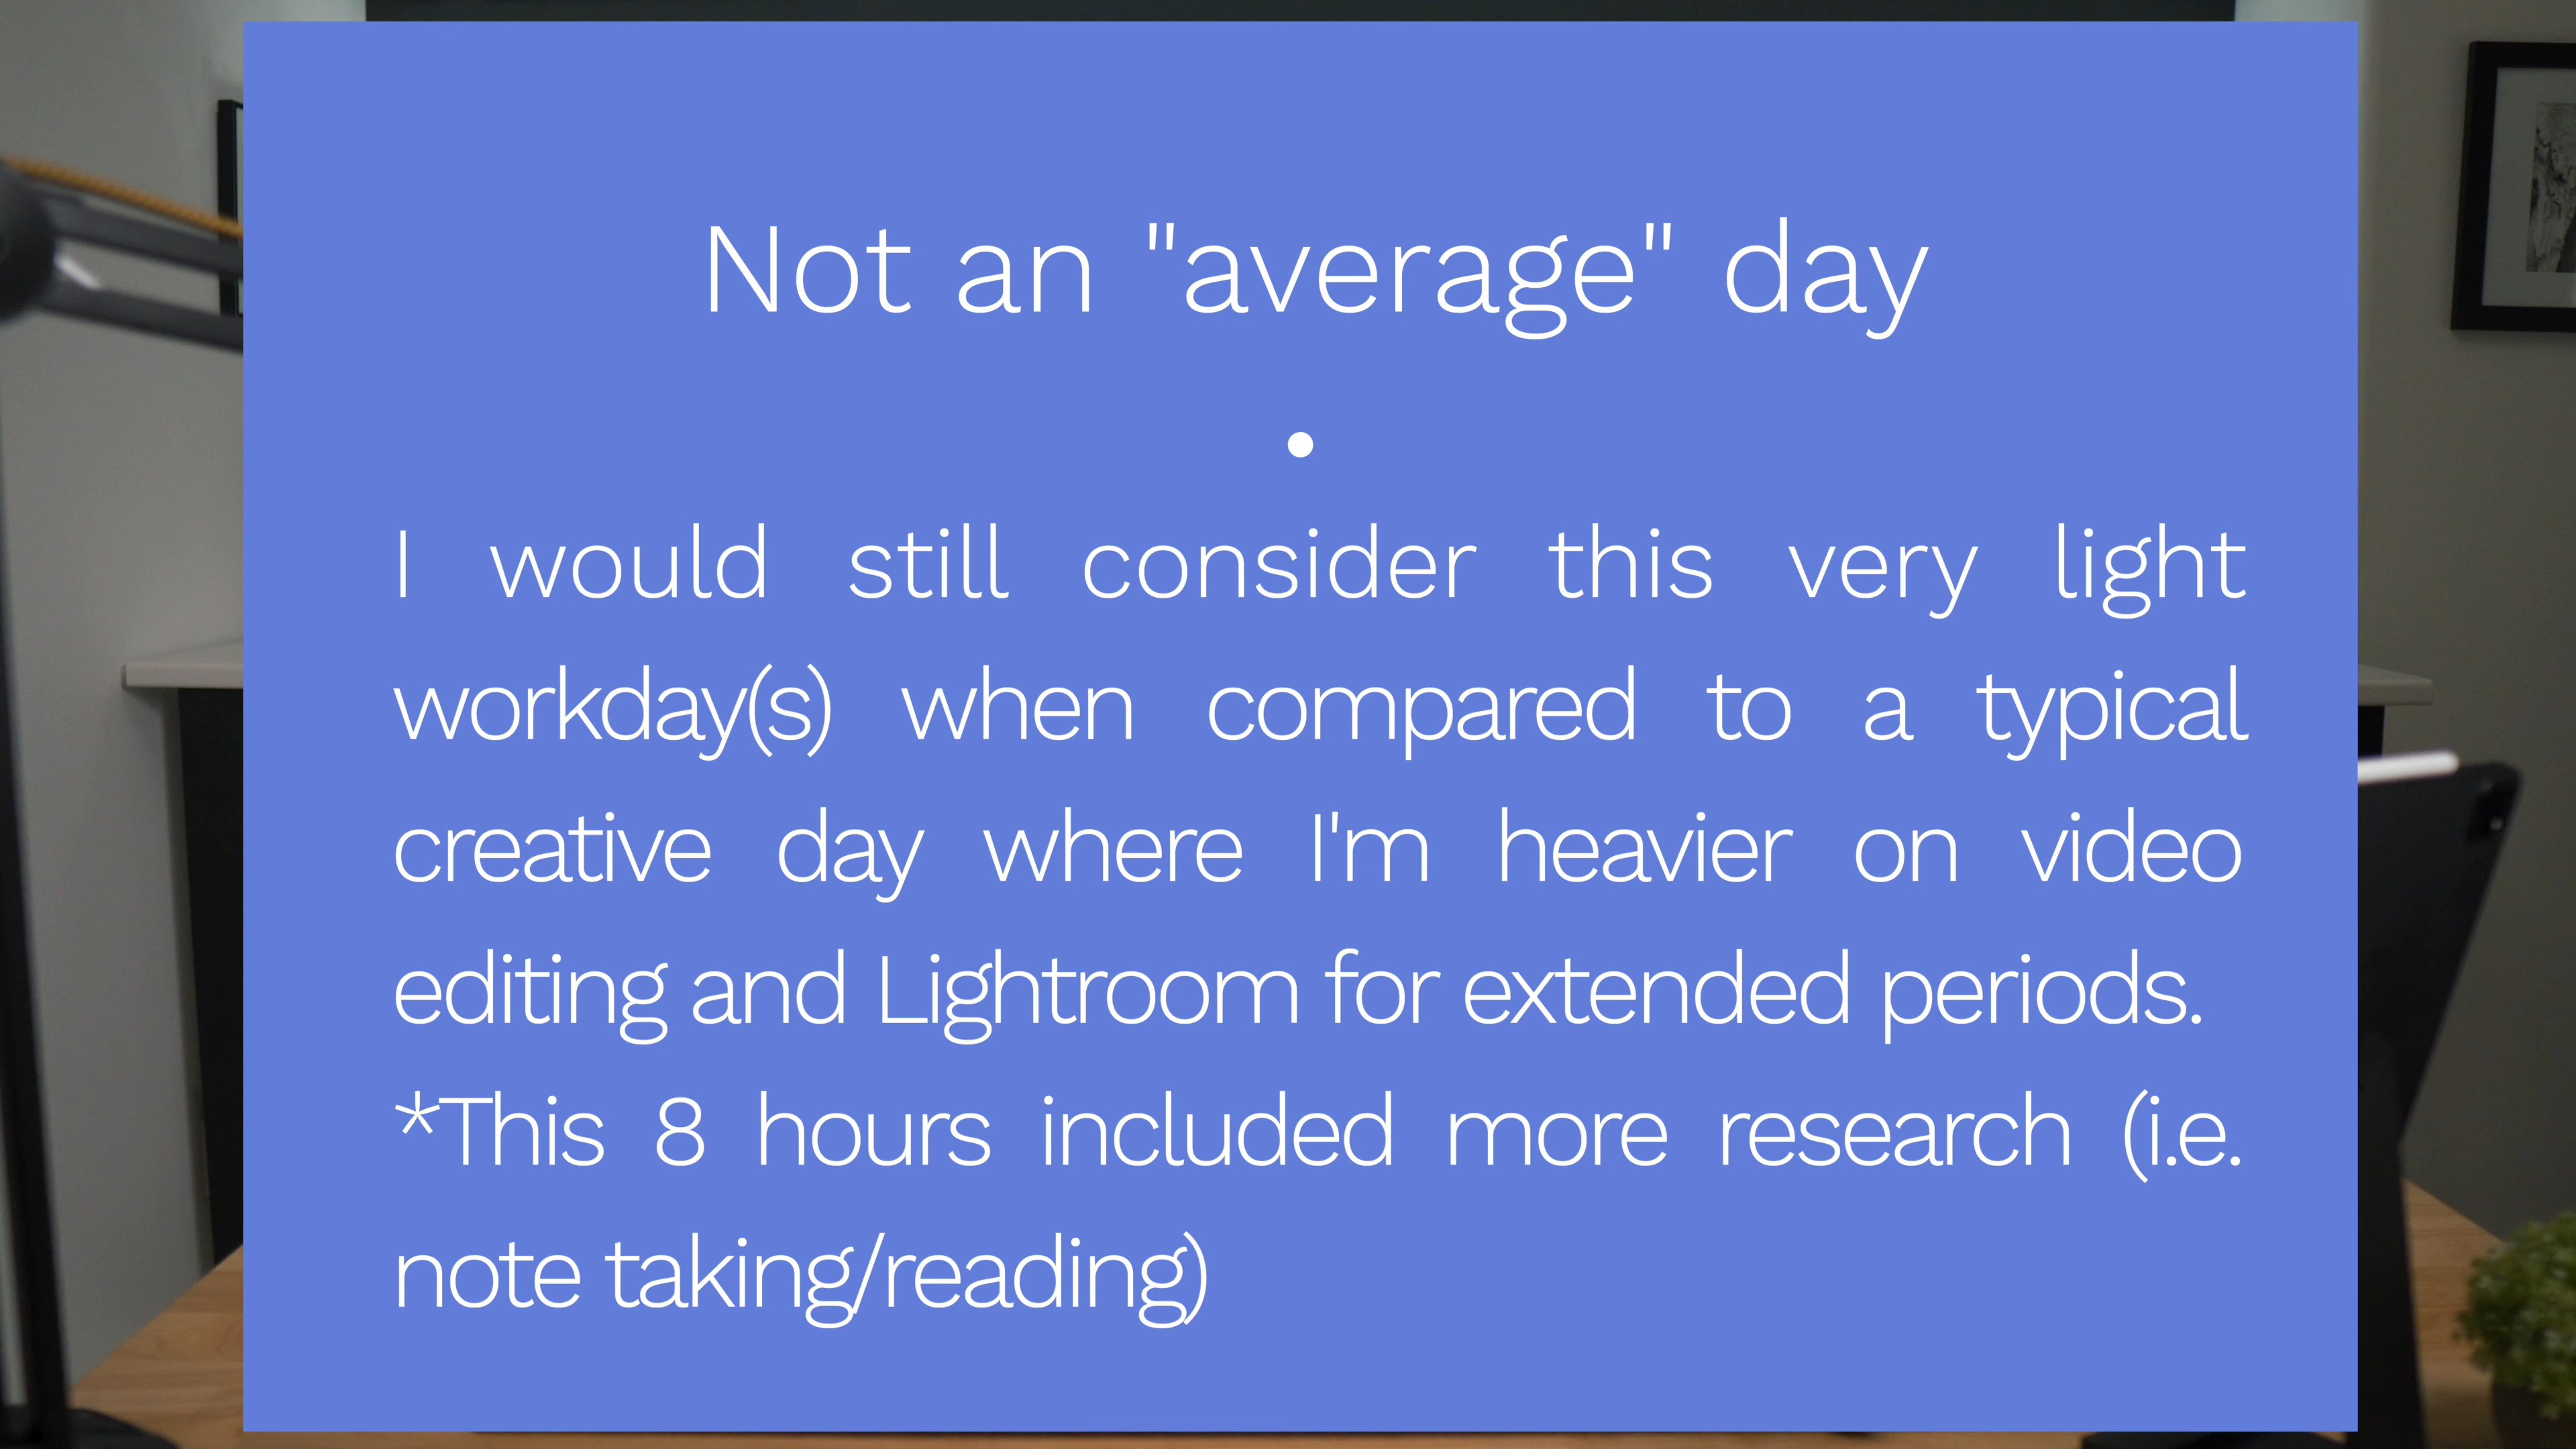 Not an "average" day
•
I would still consider this very light
workday(s) when compared to a typical
creative day where I'm heavier on video
editing and Lightroom for extended periods.
*This 8 hours included more research (i.e.
note taking/reading)